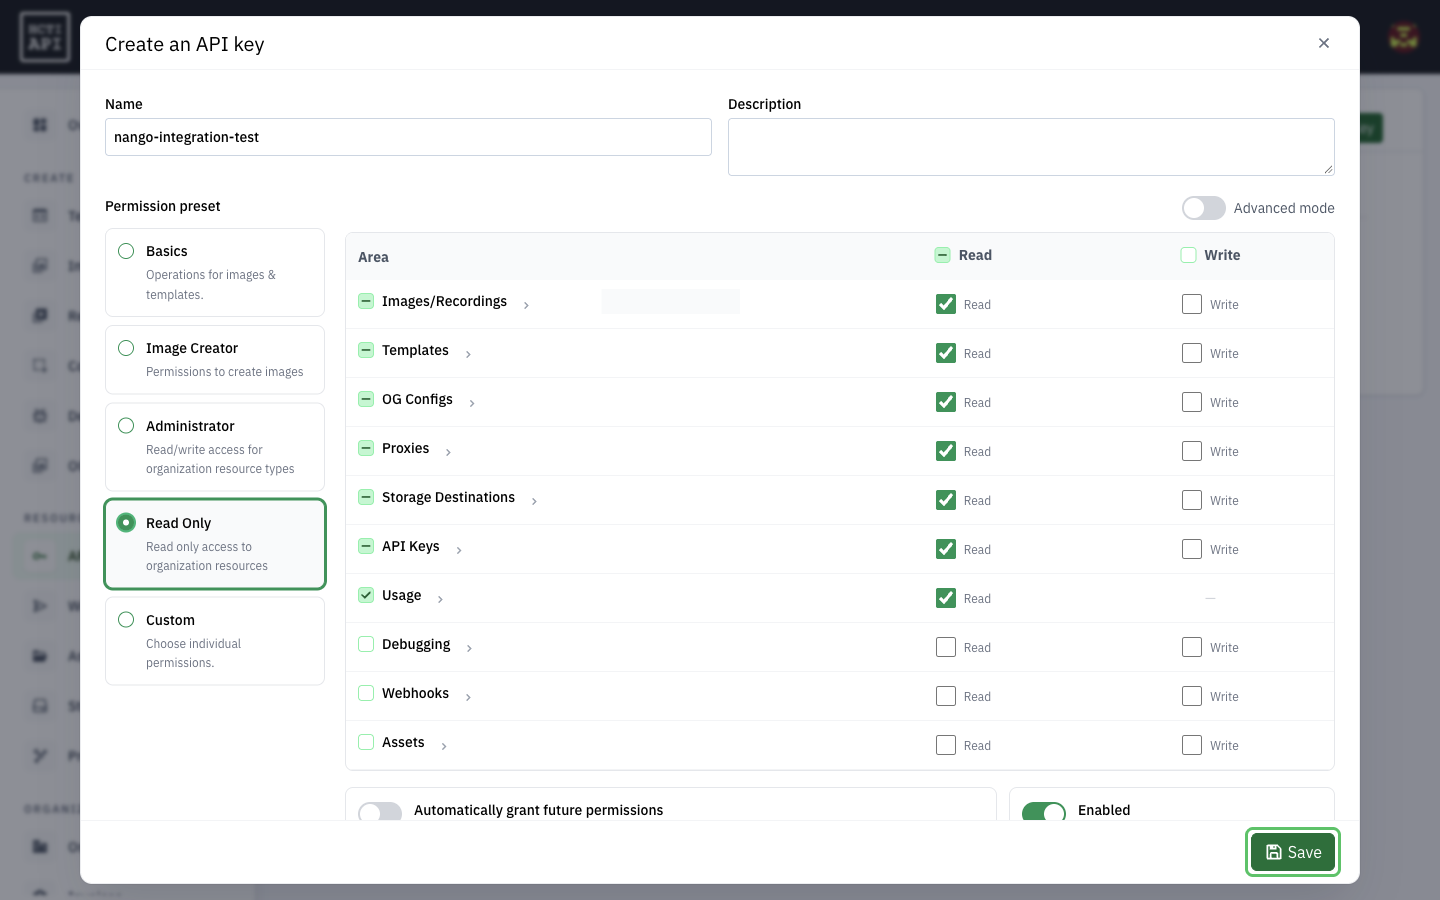 HCTI
API
Create an API key
Name
Description
nango-integration-test
Permission preset
Advanced mode
Basics
Operations for images &
templates.
Image Creator
Permissions to create images
Administrator
Read/write access for
organization resource types
Read Only
Read only access to
organization resources
Custom
Choose individual
permissions.
Area Read Write
Images/Recordings Read Write
Templates Read Write
OG Configs Read Write
Proxies Read Write
Storage Destinations Read Write
API Keys Read Write
Usage Read —
Debugging Read Write
Webhooks Read Write
Assets Read Write
Automatically grant future permissions
Enabled
Save
CREATE